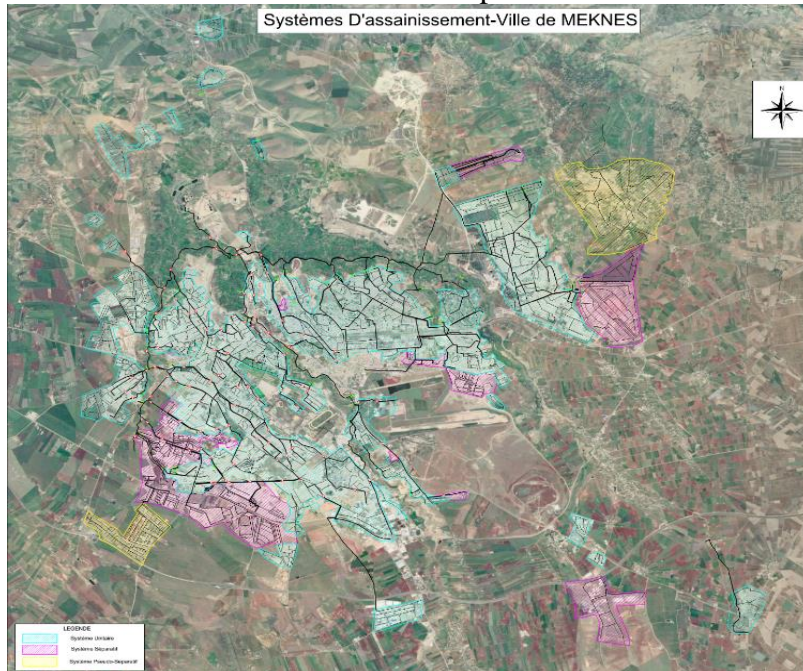 Systèmes D'assainissement-Ville de MEKNES
N
LEGENDE
Système Unitaire
Système Séparatif
Système Pseudo-Séparatif